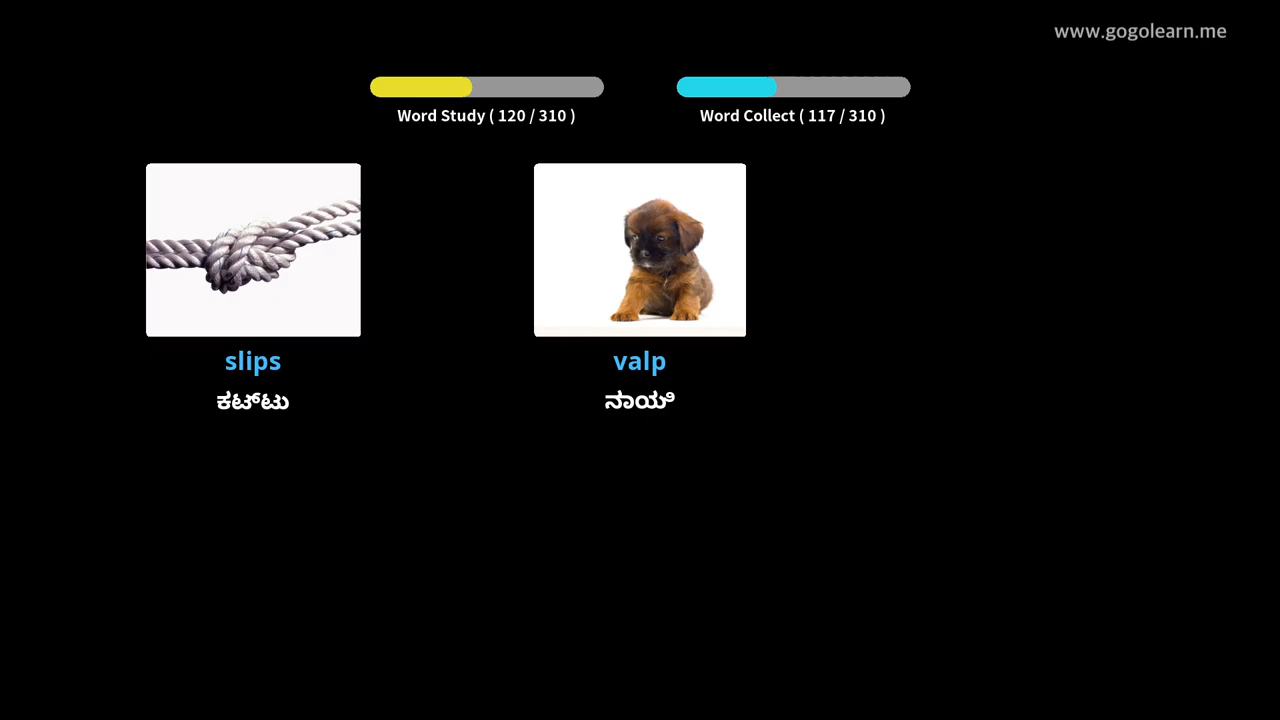 www.gogolearn.me
Word Study ( 120 / 310 )
Word Collect ( 117 / 310 )
slips
valp
ಕಟ್ಟು
ನಾಯಿ